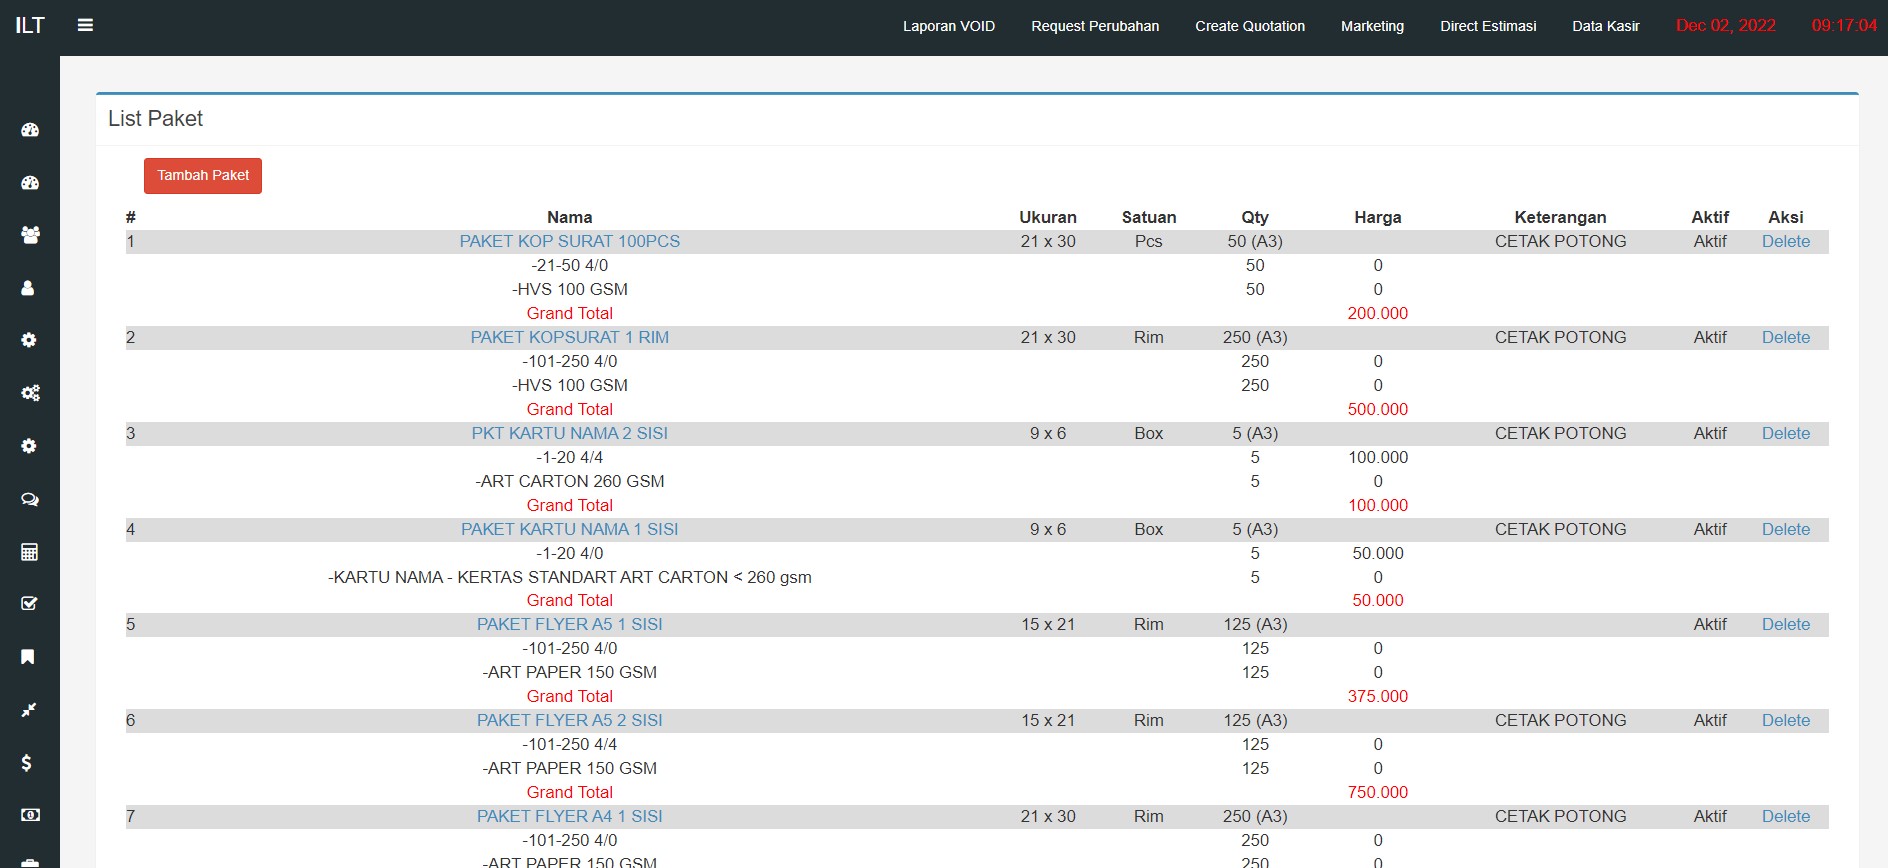 ILT Laporan VOID Request Perubahan Create Quotation Marketing Direct Estimasi Data Kasir Dec 02, 2022 09:17:04
List Paket
Tambah Paket
# Nama Ukuran Satuan Qty Harga Keterangan Aktif Aksi
1 PAKET KOP SURAT 100PCS 21 x 30 Pcs 50 (A3) CETAK POTONG Aktif Delete
-21-50 4/0 50 0
-HVS 100 GSM 50 0
Grand Total 200.000
2 PAKET KOPSURAT 1 RIM 21 x 30 Rim 250 (A3) CETAK POTONG Aktif Delete
-101-250 4/0 250 0
-HVS 100 GSM 250 0
Grand Total 500.000
3 PKT KARTU NAMA 2 SISI 9 x 6 Box 5 (A3) CETAK POTONG Aktif Delete
-1-20 4/4 5 100.000
-ART CARTON 260 GSM 5 0
Grand Total 100.000
4 PAKET KARTU NAMA 1 SISI 9 x 6 Box 5 (A3) CETAK POTONG Aktif Delete
-1-20 4/0 5 50.000
-KARTU NAMA - KERTAS STANDART ART CARTON < 260 gsm 5 0
Grand Total 50.000
5 PAKET FLYER A5 1 SISI 15 x 21 Rim 125 (A3) Aktif Delete
-101-250 4/0 125 0
-ART PAPER 150 GSM 125 0
Grand Total 375.000
6 PAKET FLYER A5 2 SISI 15 x 21 Rim 125 (A3) CETAK POTONG Aktif Delete
-101-250 4/4 125 0
-ART PAPER 150 GSM 125 0
Grand Total 750.000
7 PAKET FLYER A4 1 SISI 21 x 30 Rim 250 (A3) CETAK POTONG Aktif Delete
-101-250 4/0 250 0
-ART PAPER 150 GSM 250 0